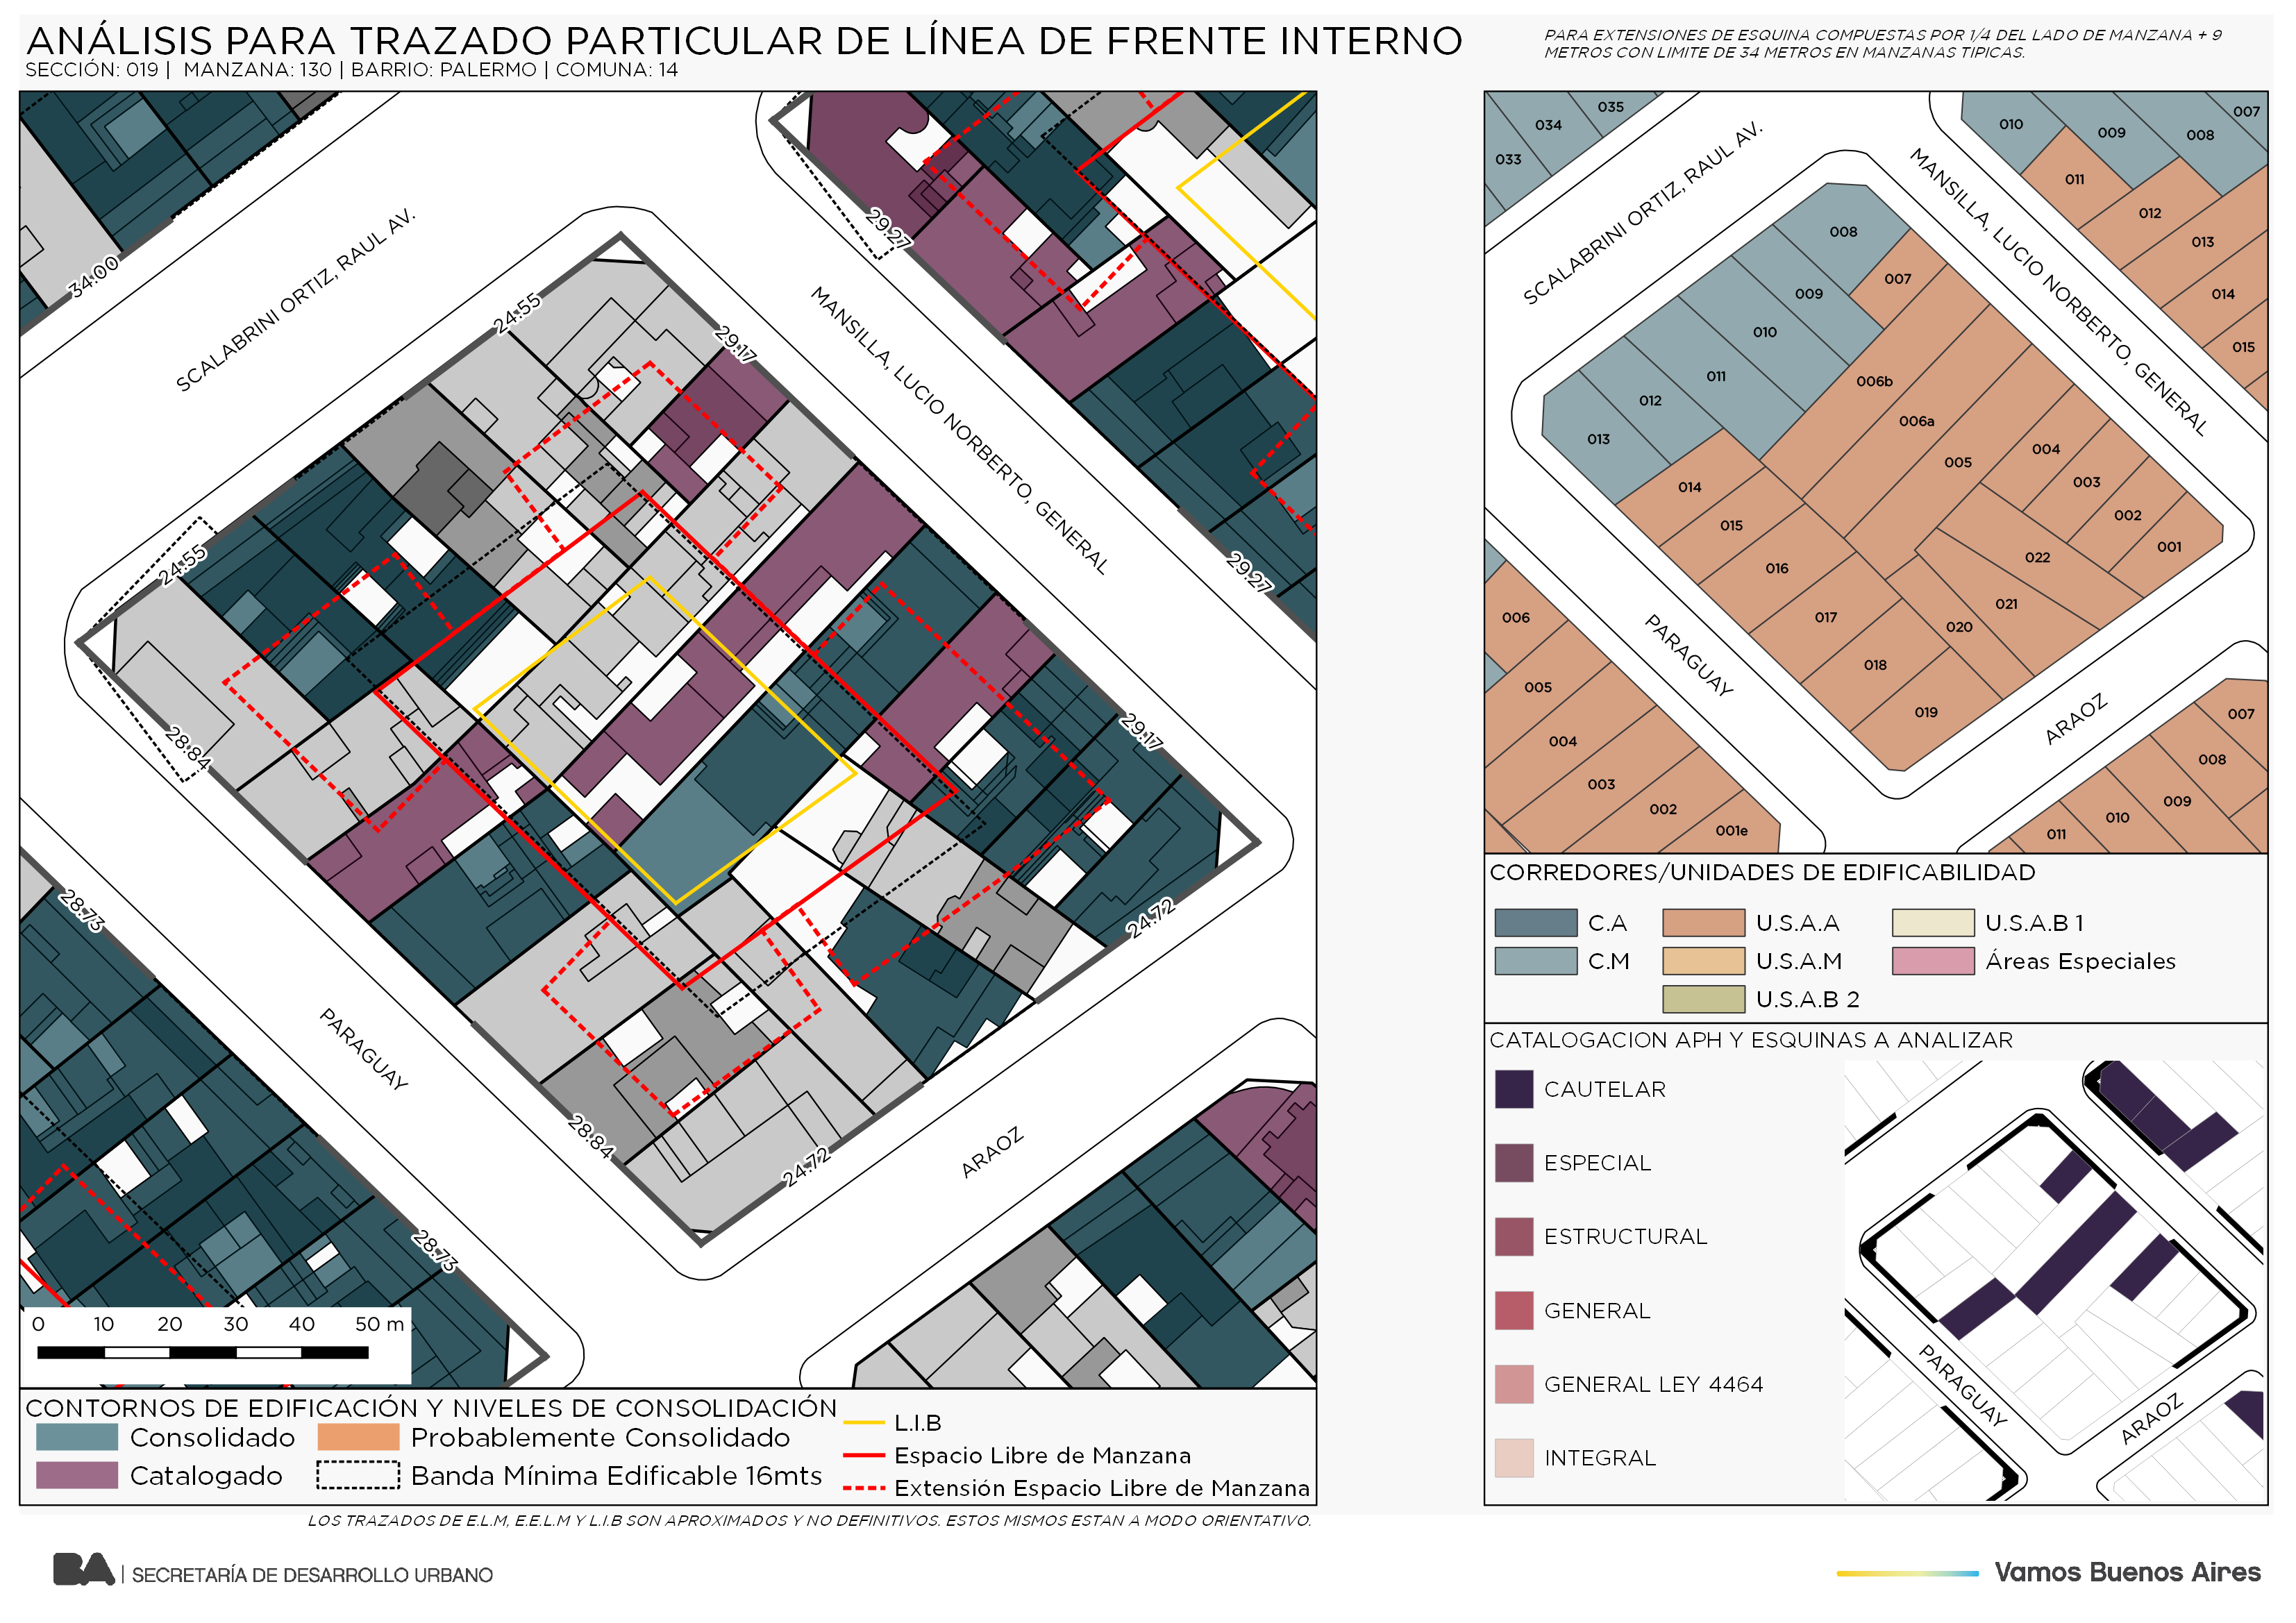 ANÁLISIS PARA TRAZADO PARTICULAR DE LÍNEA DE FRENTE INTERNO
SECCIÓN: 019 | MANZANA: 130 | BARRIO: PALERMO | COMUNA: 14
PARA EXTENSIONES DE ESQUINA COMPUESTAS POR 1/4 DEL LADO DE MANZANA + 9
METROS CON LIMITE DE 34 METROS EN MANZANAS TIPICAS.
34.00
SCALABRINI ORTIZ, RAUL AV.
29.27
24.55
29.17
MANSILLA, LUCIO NORBERTO, GENERAL
24.55
29.27
28.84
29.17
28.73
24.72
PARAGUAY
28.84
24.72
ARAOZ
28.73
0 10 20 30 40 50 m
CONTORNOS DE EDIFICACIÓN Y NIVELES DE CONSOLIDACIÓN
Consolidado
Probablemente Consolidado
Catalogado
Banda Mínima Edificable 16mts
L.I.B
Espacio Libre de Manzana
Extensión Espacio Libre de Manzana
LOS TRAZADOS DE E.L.M, E.E.L.M Y L.I.B SON APROXIMADOS Y NO DEFINITIVOS. ESTOS MISMOS ESTAN A MODO ORIENTATIVO.
035
034
033
SCALABRINI ORTIZ, RAUL AV.
007
010
009
008
011
012
013
014
015
MANSILLA, LUCIO NORBERTO, GENERAL
008
007
009
010
011
012
013
006b
006a
005
004
003
002
001
014
015
016
017
018
019
020
021
022
PARAGUAY
ARAOZ
006
005
004
003
002
001e
007
008
009
010
011
CORREDORES/UNIDADES DE EDIFICABILIDAD
C.A
U.S.A.A
U.S.A.B 1
C.M
U.S.A.M
Áreas Especiales
U.S.A.B 2
CATALOGACION APH Y ESQUINAS A ANALIZAR
CAUTELAR
ESPECIAL
ESTRUCTURAL
GENERAL
GENERAL LEY 4464
INTEGRAL
PARAGUAY
ARAOZ
BA | SECRETARÍA DE DESARROLLO URBANO
Vamos Buenos Aires